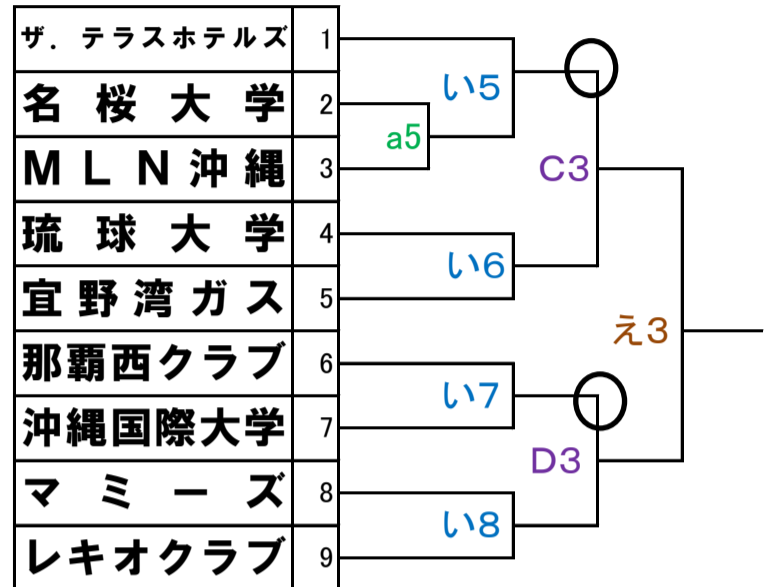 ザ．テラスホテルズ 1
名桜大学 2
ＭＬＮ沖縄 3
琉球大学 4
宜野湾ガス 5
那覇西クラブ 6
沖縄国際大学 7
マミーズ 8
レキオクラブ 9
い5
a5
C3
い6
え3
い7
D3
い8